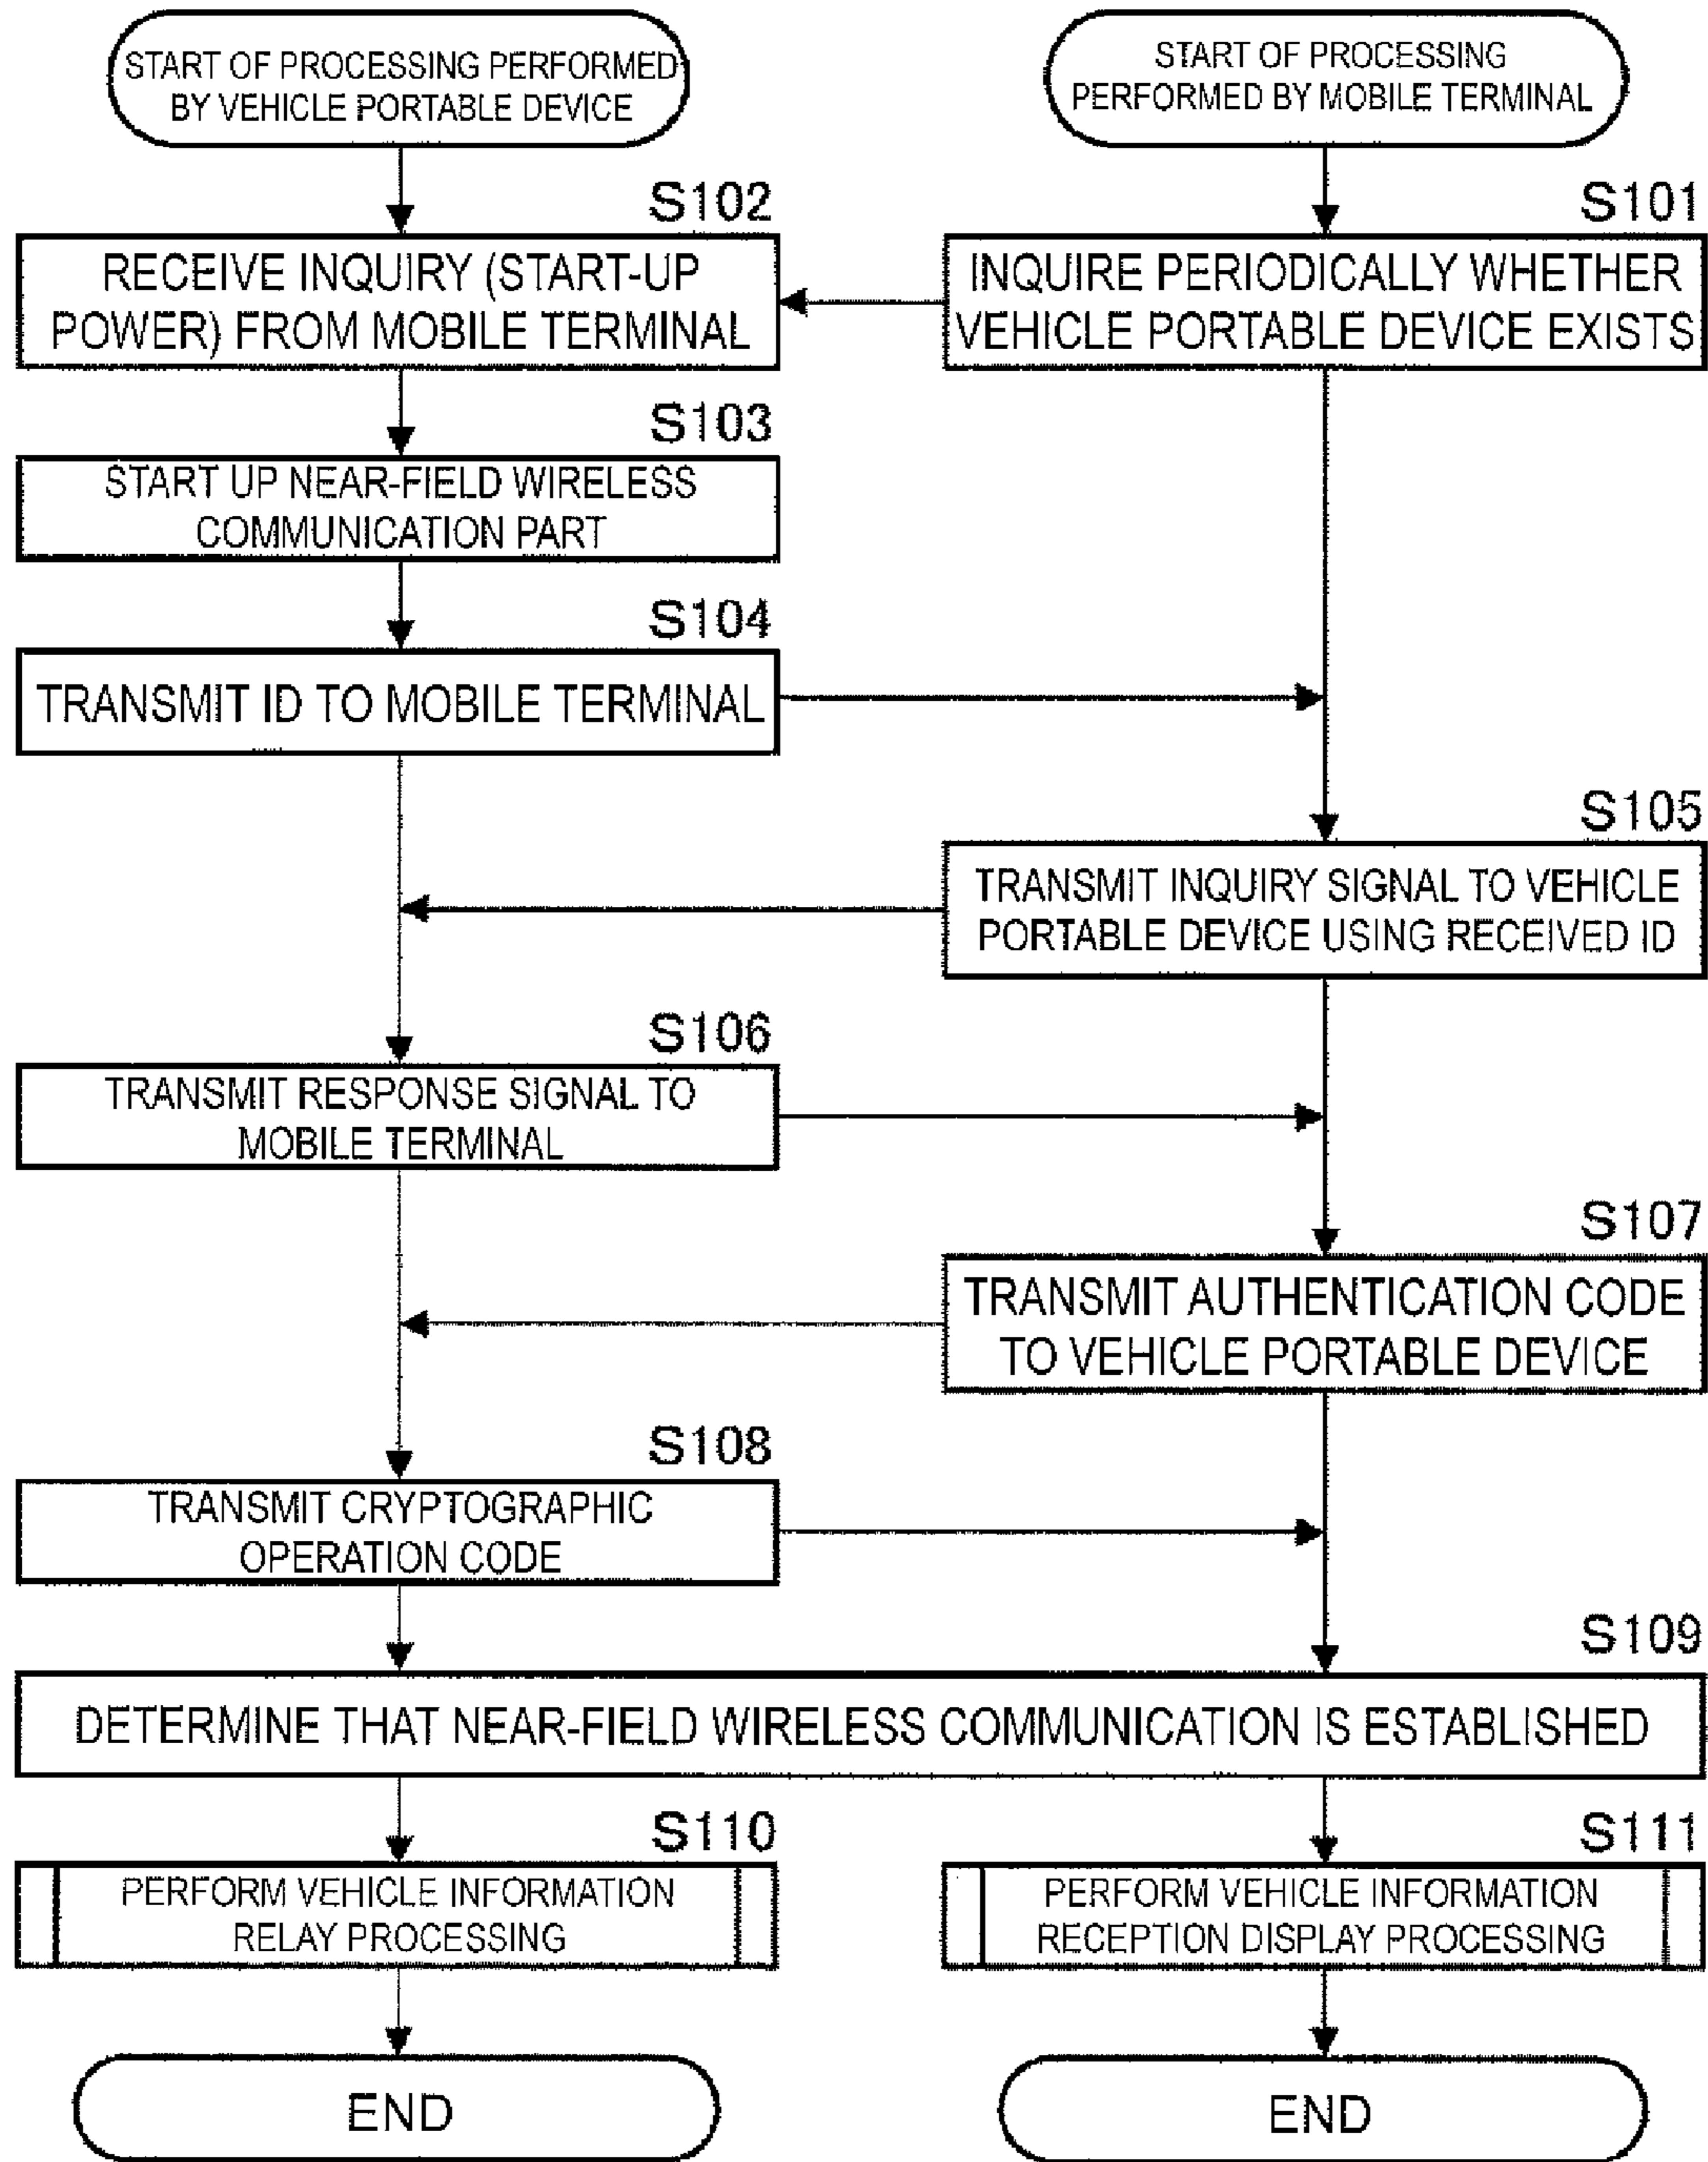 START OF PROCESSING PERFORMED
BY VEHICLE PORTABLE DEVICE
START OF PROCESSING
PERFORMED BY MOBILE TERMINAL
S102
RECEIVE INQUIRY (START-UP
POWER) FROM MOBILE TERMINAL
S101
INQUIRE PERIODICALLY WHETHER
VEHICLE PORTABLE DEVICE EXISTS
S103
START UP NEAR-FIELD WIRELESS
COMMUNICATION PART
S104
TRANSMIT ID TO MOBILE TERMINAL
S105
TRANSMIT INQUIRY SIGNAL TO VEHICLE
PORTABLE DEVICE USING RECEIVED ID
S106
TRANSMIT RESPONSE SIGNAL TO
MOBILE TERMINAL
S107
TRANSMIT AUTHENTICATION CODE
TO VEHICLE PORTABLE DEVICE
S108
TRANSMIT CRYPTOGRAPHIC
OPERATION CODE
S109
DETERMINE THAT NEAR-FIELD WIRELESS COMMUNICATION IS ESTABLISHED
S110
PERFORM VEHICLE INFORMATION
RELAY PROCESSING
S111
PERFORM VEHICLE INFORMATION
RECEPTION DISPLAY PROCESSING
END
END